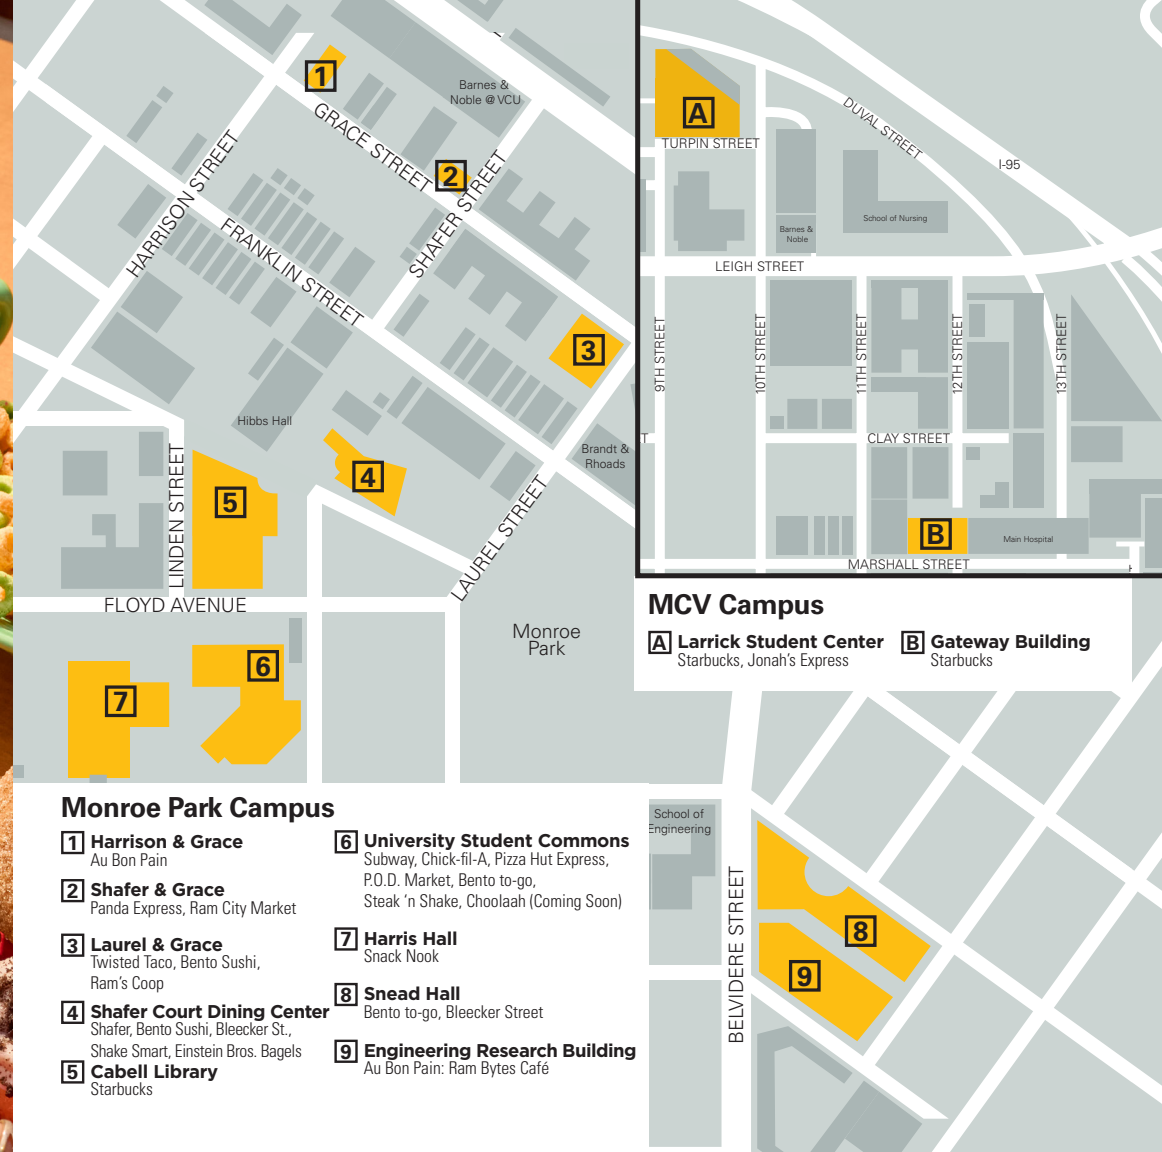 1
GRACE STREET
Barnes &
Noble @ VCU
2
HARRISON STREET
SHAFER STREET
FRANKLIN STREET
3
Hibbs Hall
Brandt &
Rhoads
4
5
LINDEN STREET
LAUREL STREET
FLOYD AVENUE
Monroe
Park
6
7
A
TURPIN STREET
DUVAL STREET
I-95
School of Nursing
Barnes &
Noble
LEIGH STREET
9TH STREET
10TH STREET
11TH STREET
12TH STREET
13TH STREET
CLAY STREET
B
Main Hospital
MARSHALL STREET
MCV Campus
A Larrick Student Center
Starbucks, Jonah's Express
B Gateway Building
Starbucks
School of
Engineering
BELVIDERE STREET
8
9
Monroe Park Campus
1 Harrison & Grace
Au Bon Pain
2 Shafer & Grace
Panda Express, Ram City Market
3 Laurel & Grace
Twisted Taco, Bento Sushi,
Ram's Coop
4 Shafer Court Dining Center
Shafer, Bento Sushi, Bleecker St.,
Shake Smart, Einstein Bros. Bagels
5 Cabell Library
Starbucks
6 University Student Commons
Subway, Chick-fil-A, Pizza Hut Express,
P.O.D. Market, Bento to-go,
Steak 'n Shake, Choolaah (Coming Soon)
7 Harris Hall
Snack Nook
8 Snead Hall
Bento to-go, Bleecker Street
9 Engineering Research Building
Au Bon Pain: Ram Bytes Café